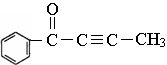 O
C — C≡C — CH₃